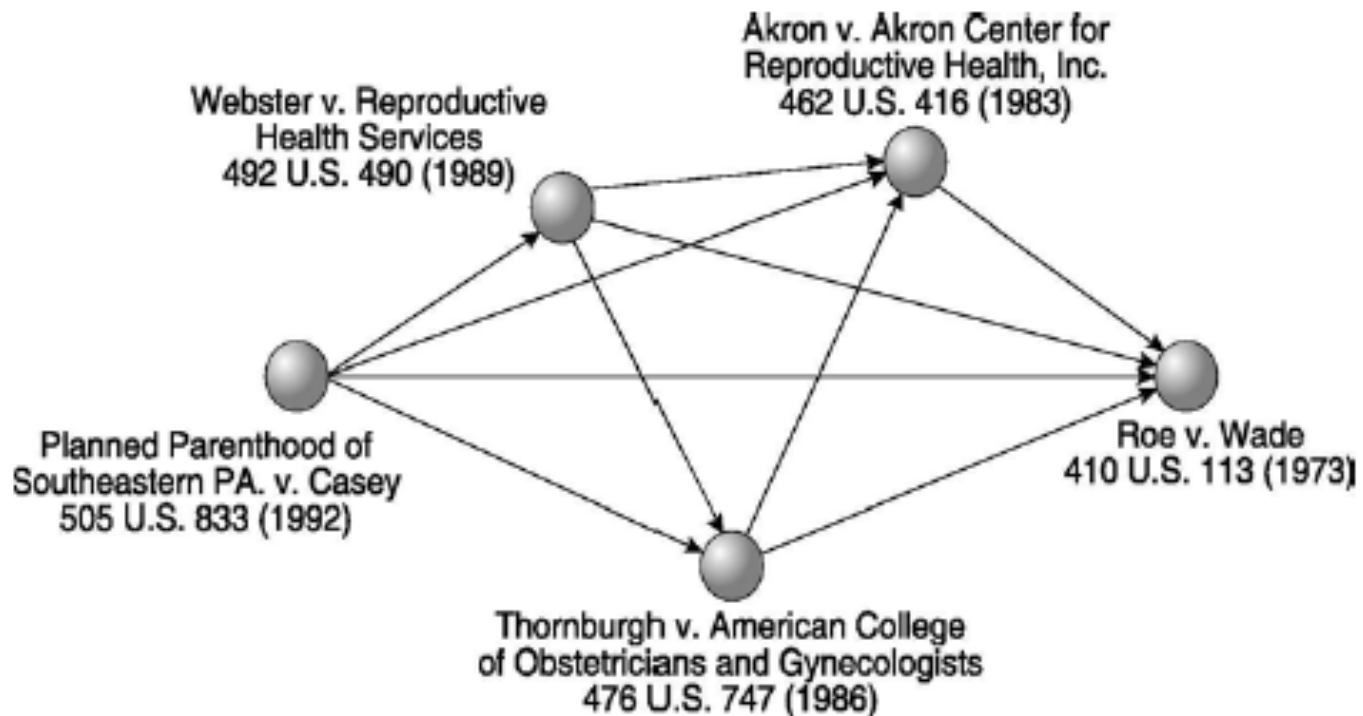 Akron v. Akron Center for
Reproductive Health, Inc.
462 U.S. 416 (1983)
Webster v. Reproductive
Health Services
492 U.S. 490 (1989)
Planned Parenthood of
Southeastern PA. v. Casey
505 U.S. 833 (1992)
Roe v. Wade
410 U.S. 113 (1973)
Thornburgh v. American College
of Obstetricians and Gynecologists
476 U.S. 747 (1986)